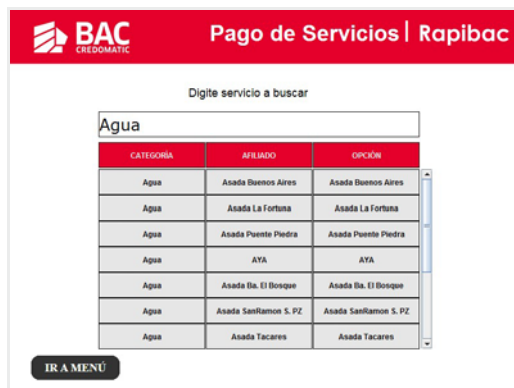 BAC
CREDOMATIC
Pago de Servicios| Rapibac
Digite servicio a buscar
Agua
CATEGORÍA AFILIADO OPCIÓN
Agua Asada Buenos Aires Asada Buenos Aires
Agua Asada La Fortuna Asada La Fortuna
Agua Asada Puente Piedra Asada Puente Piedra
Agua AYA AYA
Agua Asada Ba. El Bosque Asada Ba. El Bosque
Agua Asada SanRamon S. PZ Asada SanRamon S. PZ
Agua Asada Tacares Asada Tacares
IR A MENÚ